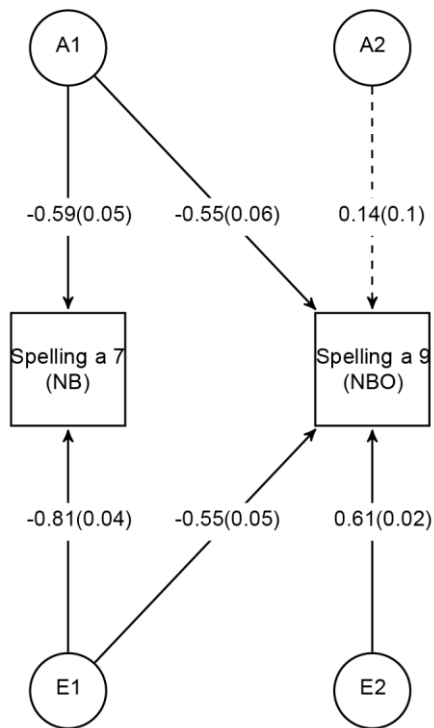 A1 A2
-0.59(0.05) -0.55(0.06) 0.14(0.1)
Spelling a 7 Spelling a 9
(NB) (NBO)
-0.81(0.04) -0.55(0.05) 0.61(0.02)
E1 E2